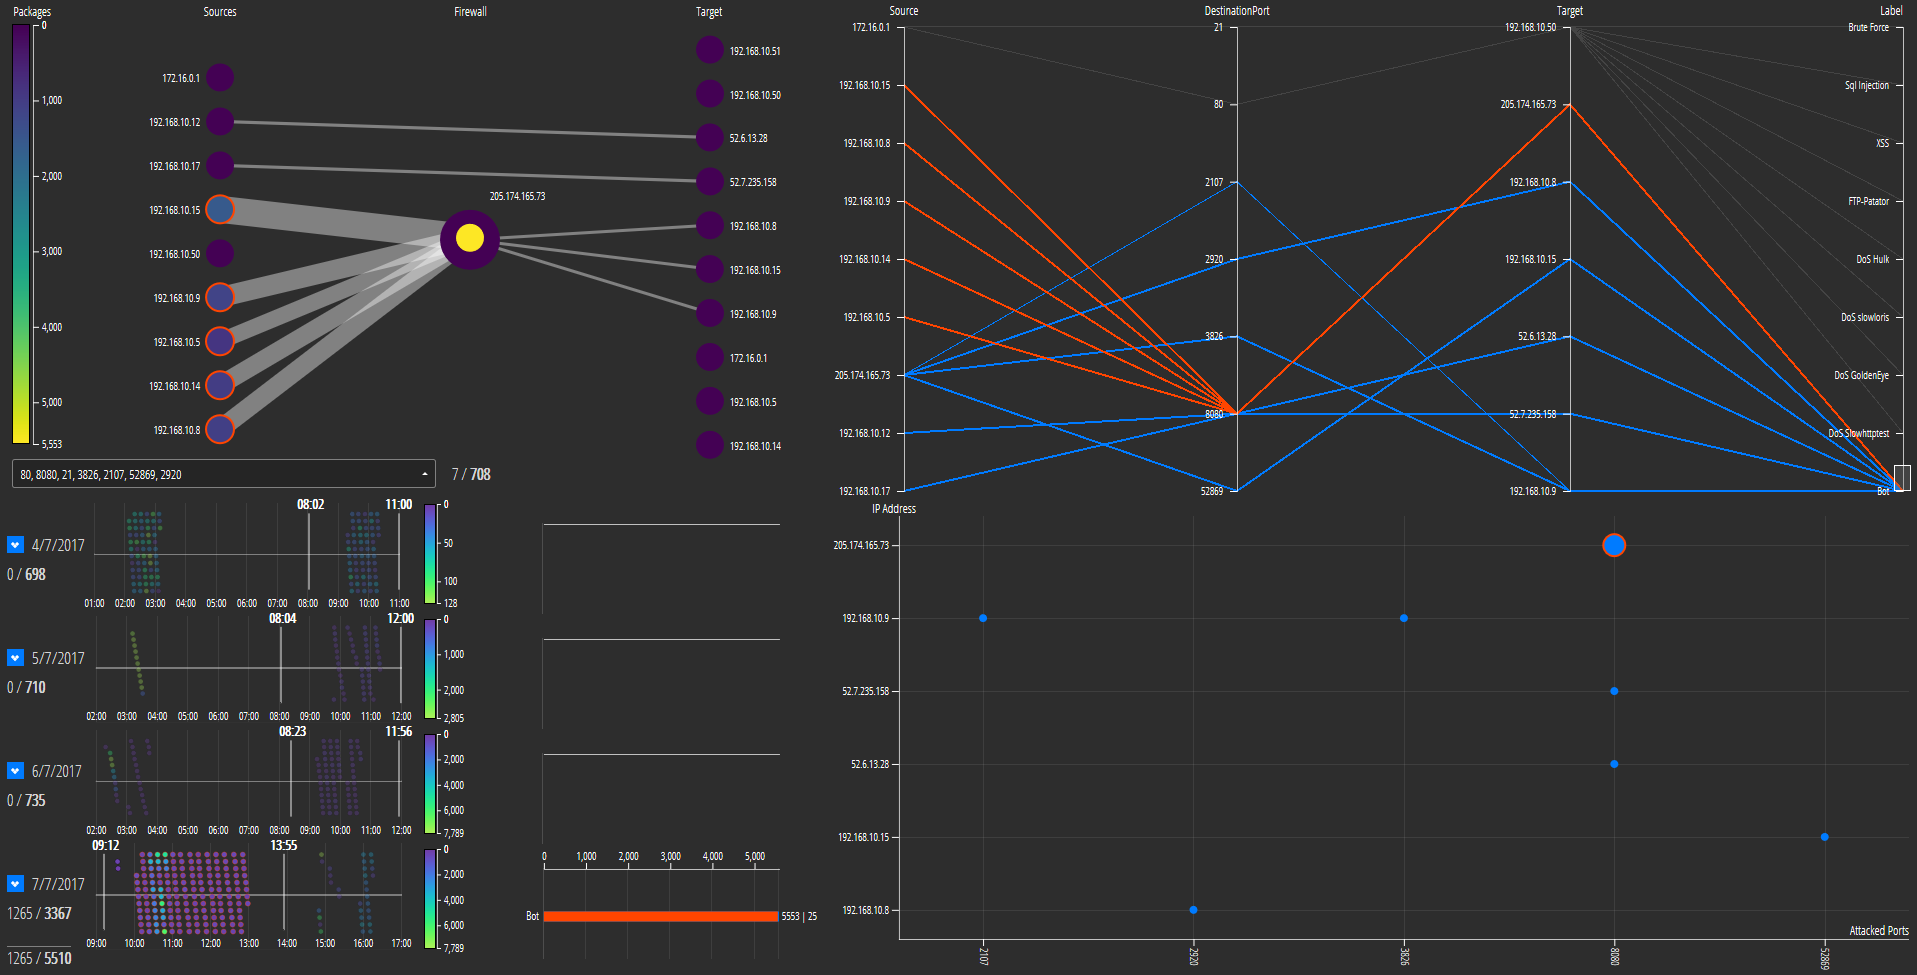 Packages
Sources
Firewall
Target
0
1,000
2,000
3,000
4,000
5,000
5,553
172.16.0.1
192.168.10.12
192.168.10.17
192.168.10.15
192.168.10.50
192.168.10.9
192.168.10.5
192.168.10.14
192.168.10.8
205.174.165.73
192.168.10.51
192.168.10.50
52.6.13.28
52.7.235.158
192.168.10.8
192.168.10.15
192.168.10.9
172.16.0.1
192.168.10.5
192.168.10.14
80, 8080, 21, 3826, 2107, 52869, 2920
7 / 708
4/7/2017
0 / 698
08:02
11:00
01:00 02:00 03:00 04:00 05:00 06:00 07:00 08:00 09:00 10:00 11:00
0
50
100
128
5/7/2017
0 / 710
08:04
12:00
02:00 03:00 04:00 05:00 06:00 07:00 08:00 09:00 10:00 11:00 12:00
0
1,000
2,000
2,805
6/7/2017
0 / 735
08:23
11:56
02:00 03:00 04:00 05:00 06:00 07:00 08:00 09:00 10:00 11:00 12:00
0
2,000
4,000
6,000
7,789
7/7/2017
1265 / 3367
09:12
13:55
09:00 10:00 11:00 12:00 13:00 14:00 15:00 16:00 17:00
0
2,000
4,000
6,000
7,789
1265 / 5510
0 1,000 2,000 3,000 4,000 5,000
Bot
5553 | 25
Source
172.16.0.1
192.168.10.15
192.168.10.8
192.168.10.9
192.168.10.14
192.168.10.5
205.174.165.73
192.168.10.12
192.168.10.17
DestinationPort
21
80
2107
2920
3826
8080
52869
Target
192.168.10.50
205.174.165.73
192.168.10.8
192.168.10.15
52.6.13.28
52.7.235.158
192.168.10.9
Label
Brute Force
Sql Injection
XSS
FTP-Patator
DoS Hulk
DoS slowloris
DoS GoldenEye
DoS Slowhttptest
Bot
IP Address
205.174.165.73
192.168.10.9
52.7.235.158
52.6.13.28
192.168.10.15
192.168.10.8
Attacked Ports
2107
2920
3826
8080
52869